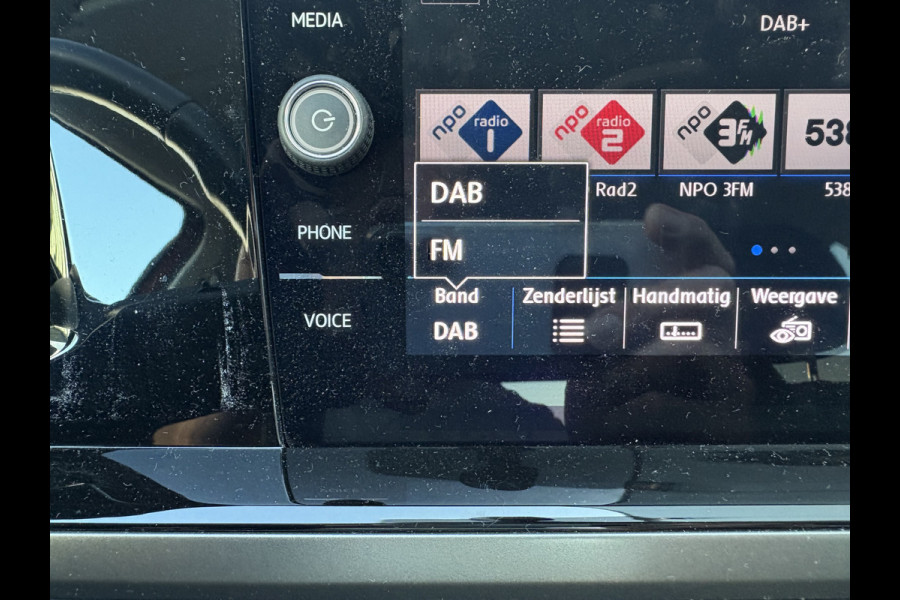 MEDIA
DAB+
npo radio 1
npo radio 2
npo 3FM
538
Rad2
NPO 3FM
538
DAB
PHONE
FM
Band
Zenderlijst
Handmatig
Weergave
VOICE
DAB